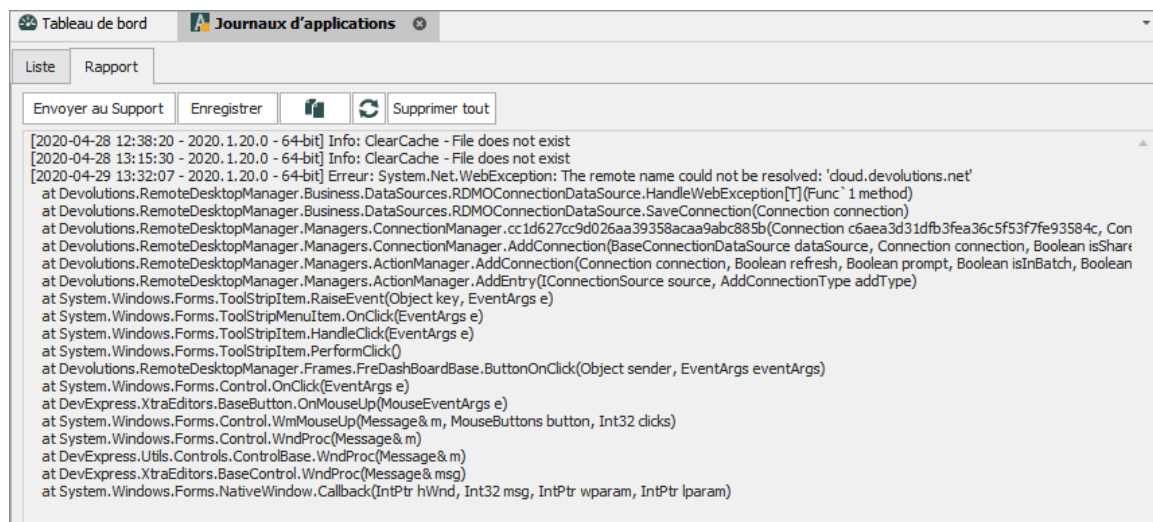 Tableau de bord
Journaux d'applications
Liste
Rapport
Envoyer au Support
Enregistrer
Supprimer tout
[2020-04-28 12:38:20 - 2020.1.20.0 - 64-bit] Info: ClearCache - File does not exist
[2020-04-28 13:15:30 - 2020.1.20.0 - 64-bit] Info: ClearCache - File does not exist
[2020-04-29 13:32:07 - 2020.1.20.0 - 64-bit] Erreur: System.Net.WebException: The remote name could not be resolved: 'cloud.devolutions.net'
at Devolutions.RemoteDesktopManager.Business.DataSources.RDMOConnectionDataSource.HandleWebException[T](Func`1 method)
at Devolutions.RemoteDesktopManager.Business.DataSources.RDMOConnectionDataSource.SaveConnection(Connection connection)
at Devolutions.RemoteDesktopManager.Managers.ConnectionManager.cc1d627cc9d026aa39358acaa9abc885b(Connection c6aea3d31dfb3fea36c5f53f7fe93584c, Con
at Devolutions.RemoteDesktopManager.Managers.ConnectionManager.AddConnection(BaseConnectionDataSource dataSource, Connection connection, Boolean isShare
at Devolutions.RemoteDesktopManager.Managers.ActionManager.AddConnection(Connection connection, Boolean refresh, Boolean prompt, Boolean isInBatch, Boolean
at Devolutions.RemoteDesktopManager.Managers.ActionManager.AddEntry(IConnectionSource source, AddConnectionType addType)
at System.Windows.Forms.ToolStripItem.RaiseEvent(Object key, EventArgs e)
at System.Windows.Forms.ToolStripMenuItem.OnClick(EventArgs e)
at System.Windows.Forms.ToolStripItem.HandleClick(EventArgs e)
at System.Windows.Forms.ToolStripItem.PerformClick()
at Devolutions.RemoteDesktopManager.Frames.FreDashBoardBase.ButtonOnClick(Object sender, EventArgs eventArgs)
at System.Windows.Forms.Control.OnClick(EventArgs e)
at DevExpress.XtraEditors.BaseButton.OnMouseUp(MouseEventArgs e)
at System.Windows.Forms.Control.WmMouseUp(Message& m, MouseButtons button, Int32 clicks)
at System.Windows.Forms.Control.WndProc(Message& m)
at DevExpress.Utils.Controls.ControlBase.WndProc(Message& m)
at DevExpress.XtraEditors.BaseControl.WndProc(Message& msg)
at System.Windows.Forms.NativeWindow.Callback(IntPtr hWnd, Int32 msg, IntPtr wparam, IntPtr lparam)